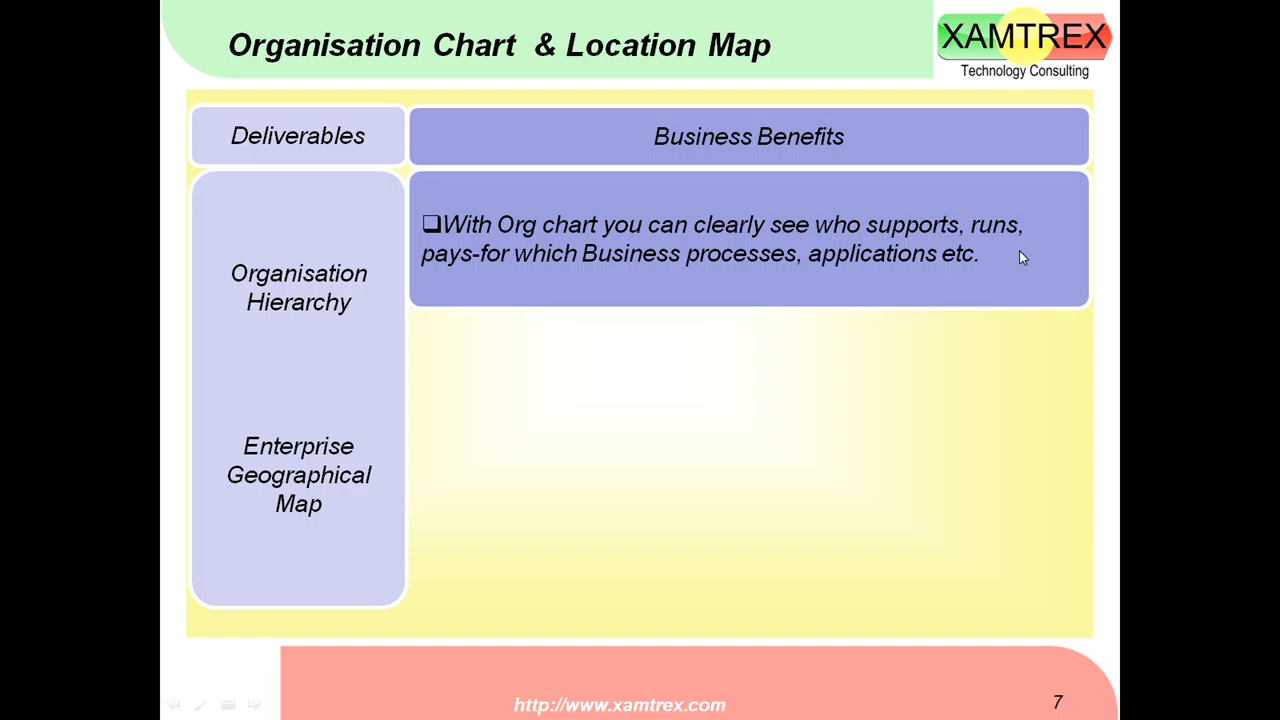 Organisation Chart & Location Map
XAMTREX
Technology Consulting
Deliverables
Business Benefits
❑With Org chart you can clearly see who supports, runs,
pays-for which Business processes, applications etc.
Organisation
Hierarchy
Enterprise
Geographical
Map
http://www.xamtrex.com
7